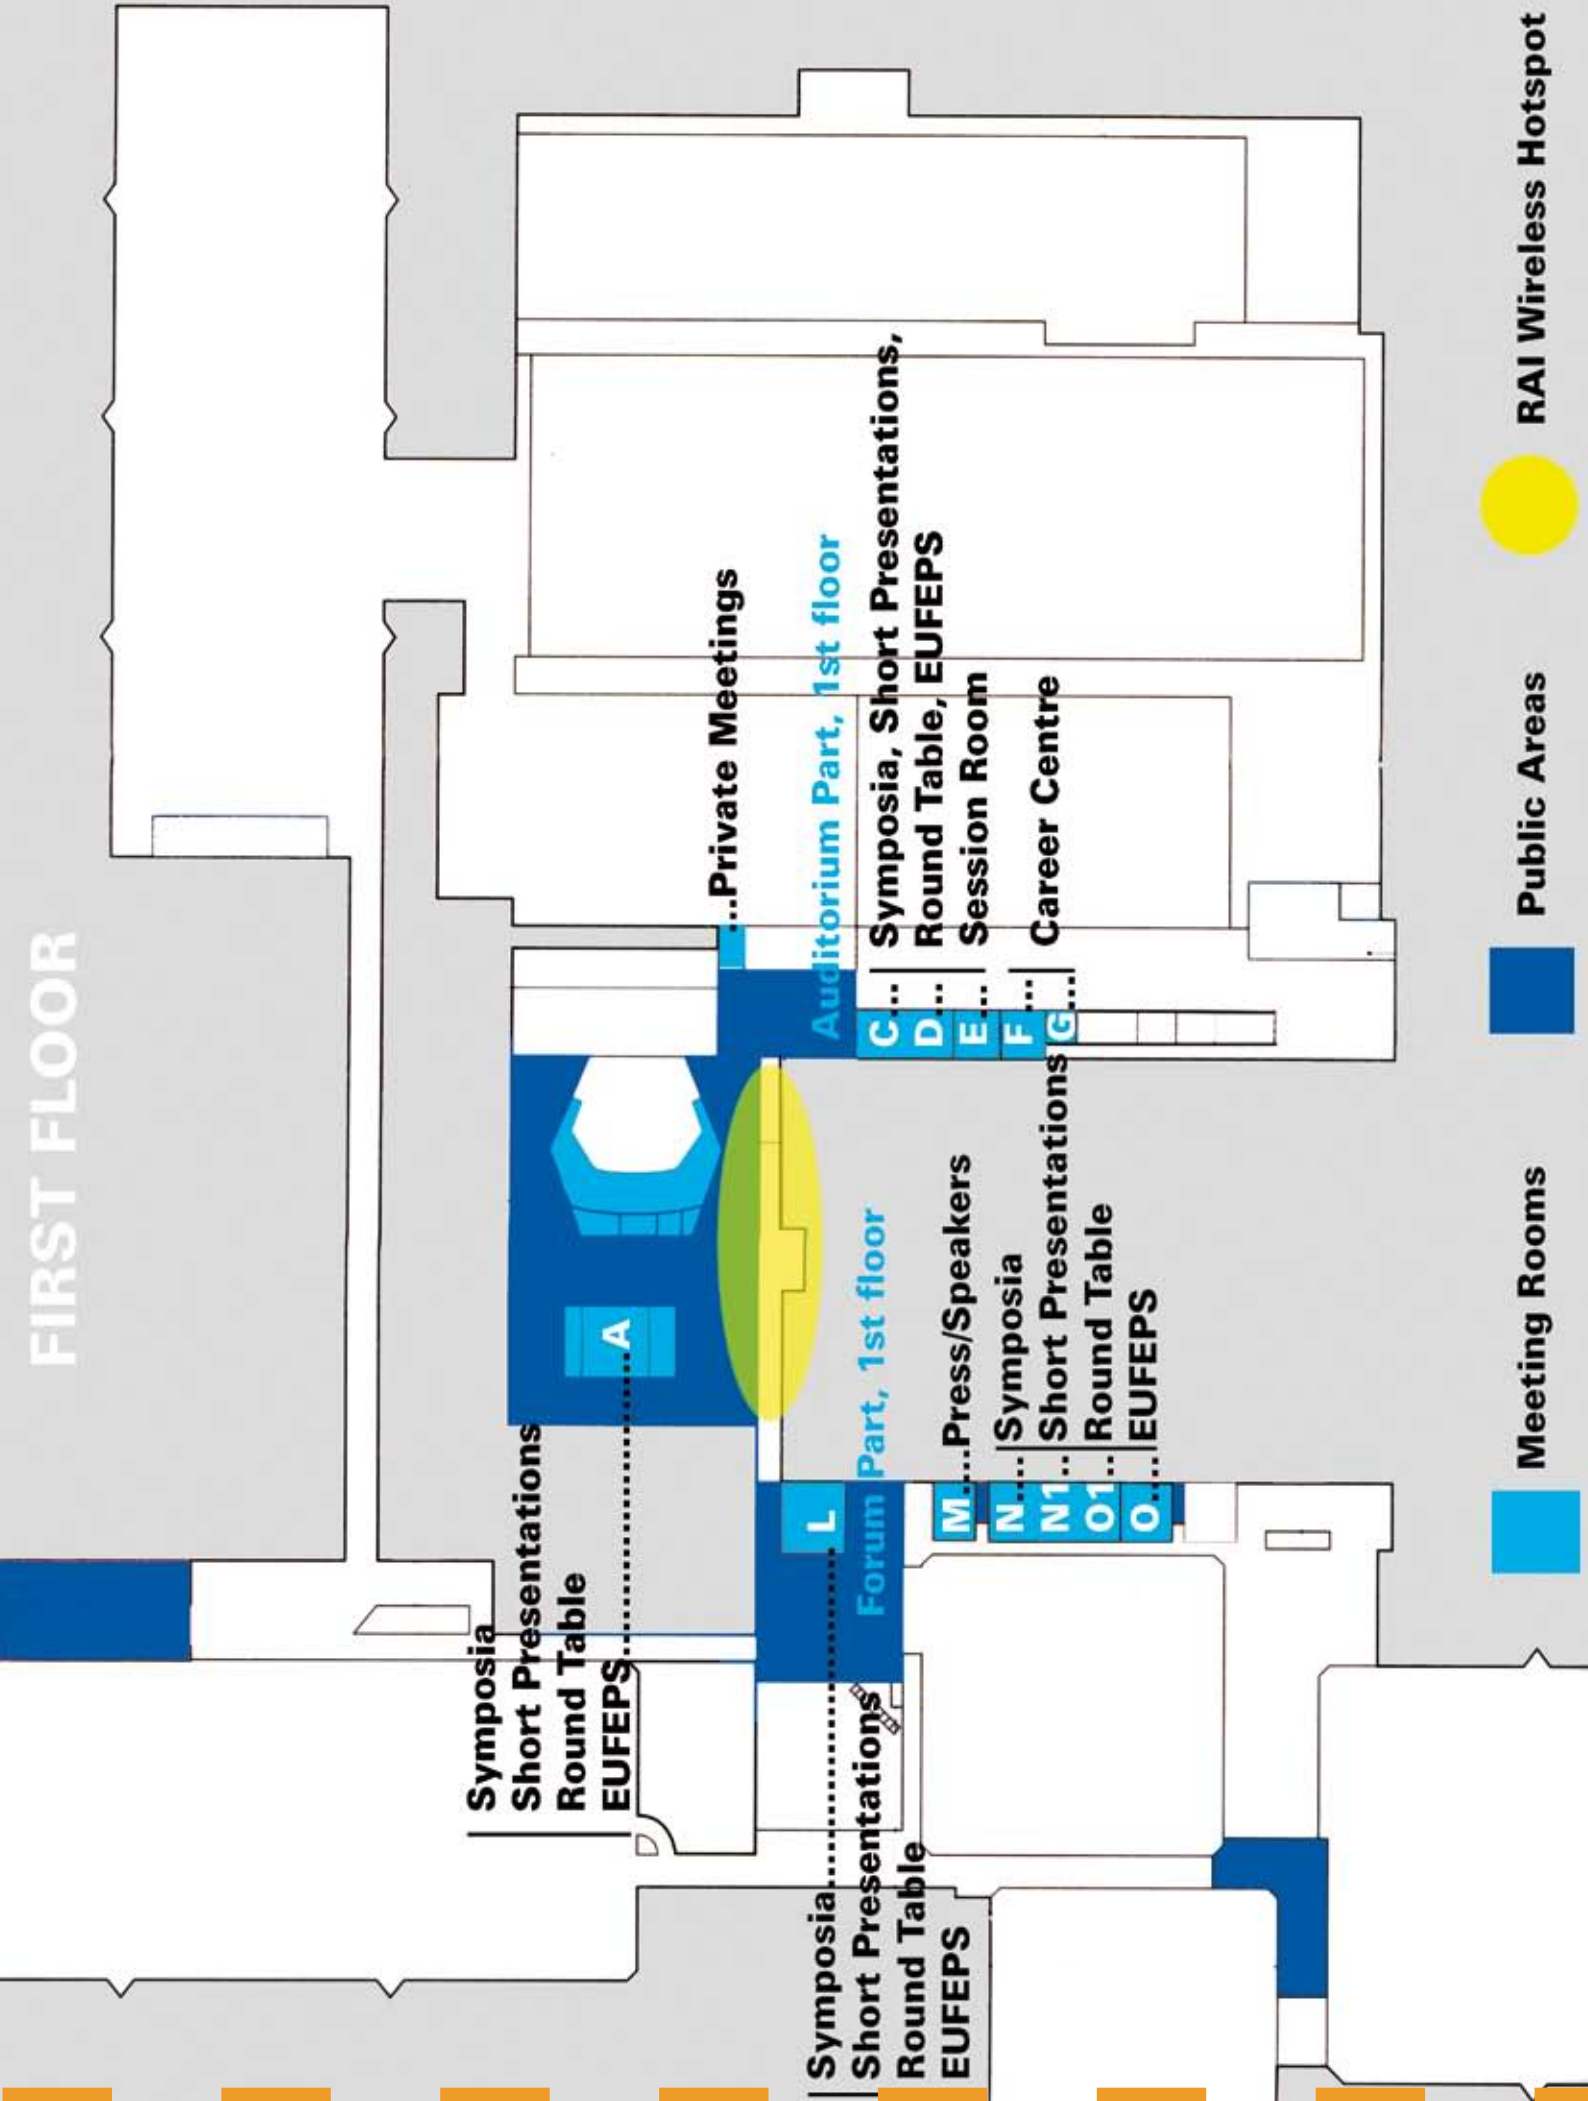 FIRST FLOOR
Symposia
Short Presentations
Round Table
EUFEPS
A
Private Meetings
Auditorium Part, 1st floor
C
D
E
F
G
Symposia, Short Presentations,
Round Table, EUFEPS
Session Room
Career Centre
Symposia
Short Presentations
Round Table
EUFEPS
L
Forum Part, 1st floor
M
Press/Speakers
N
N1
O1
O
Symposia
Short Presentations
Round Table
EUFEPS
Meeting Rooms
Public Areas
RAI Wireless Hotspot